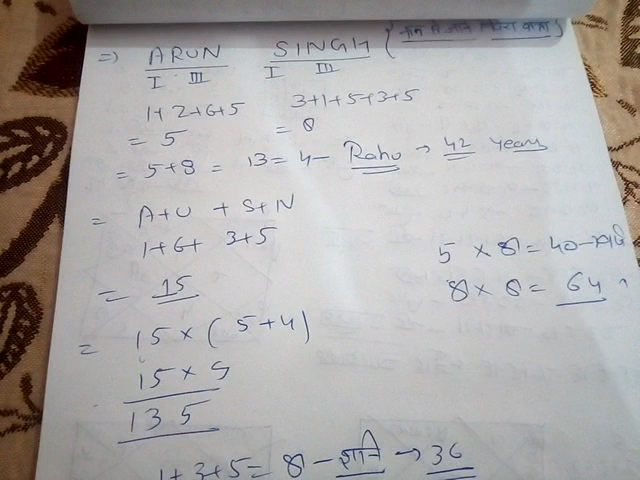 => ARUN SINGH {
I III I III
1+2+6+5 3+1+5+3+5
= 5 = 8
= 5+8 = 13 = 4- Rahu → 42 years
= A+U + S+N
1+6+ 3+5
= 15
5 × 8 = 40-
8 × 8 = 64
= 15 × ( 5+4)
15 × 9
135
1+3+5= 8 - शनि → 36